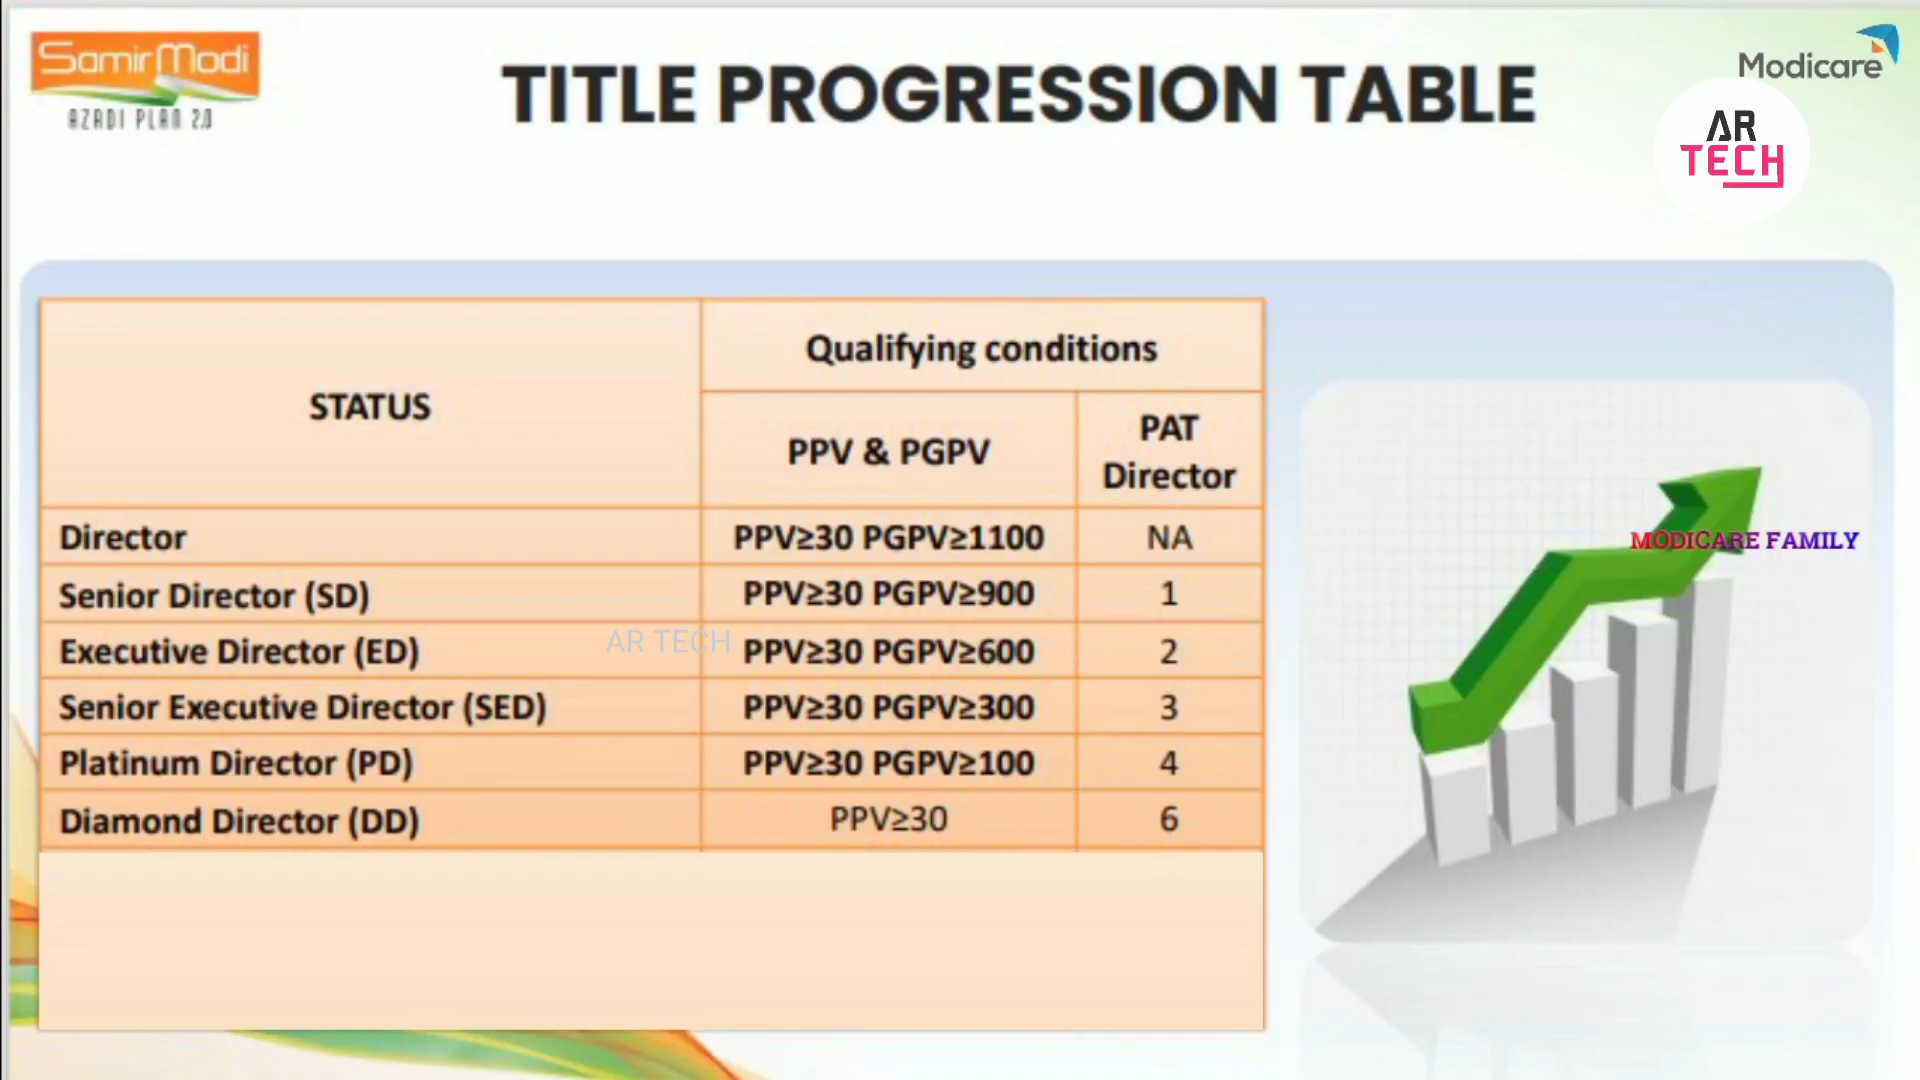 SamirModi
AZADI PLAN 2.0
TITLE PROGRESSION TABLE
Modicare
AR
TECH
STATUS
Qualifying conditions
PPV & PGPV
PAT
Director
Director PPV≥30 PGPV≥1100 NA
Senior Director (SD) PPV≥30 PGPV≥900 1
Executive Director (ED) PPV≥30 PGPV≥600 2
Senior Executive Director (SED) PPV≥30 PGPV≥300 3
Platinum Director (PD) PPV≥30 PGPV≥100 4
Diamond Director (DD) PPV≥30 6
AR TECH
MODICARE FAMILY